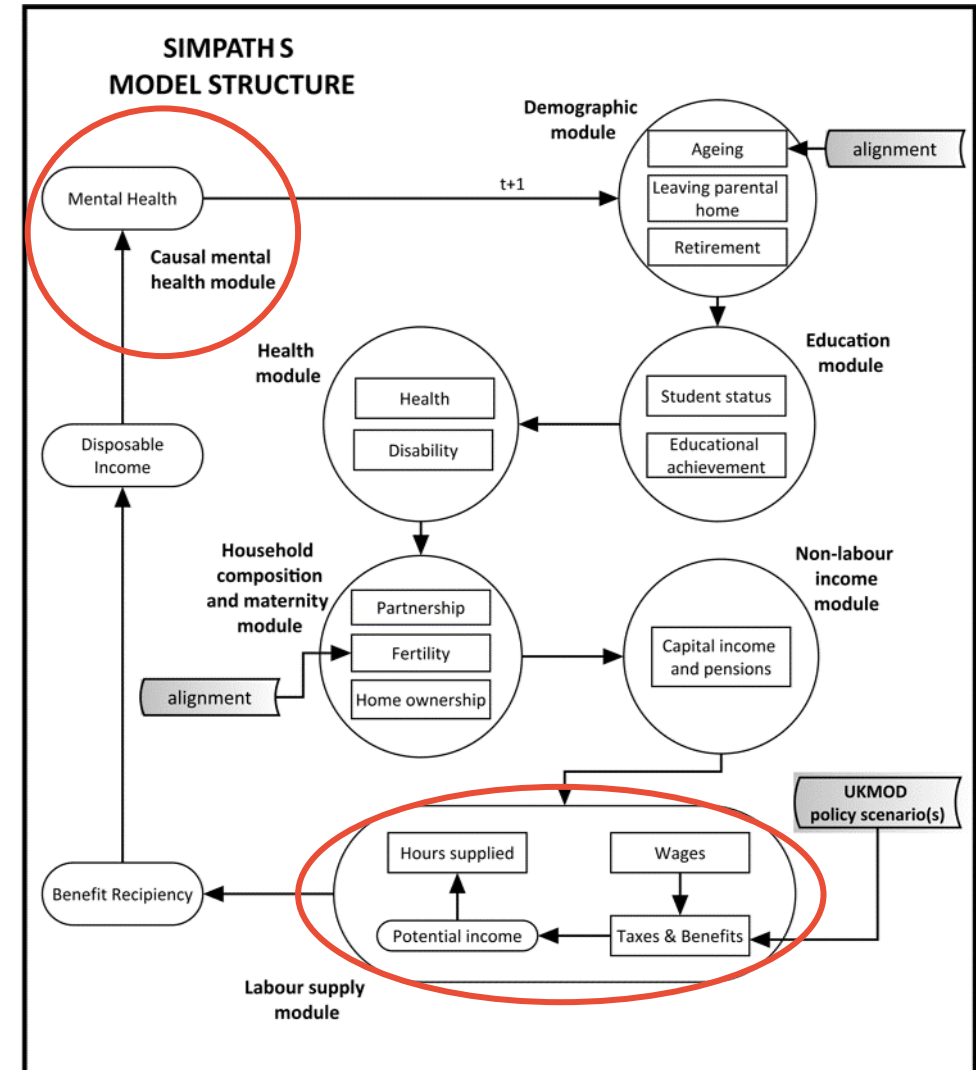 SIMPATH S
MODEL STRUCTURE
Demographic
module
Ageing
alignment
Leaving parental
home
Retirement
t+1
Mental Health
Causal mental
health module
Education
module
Student status
Educational
achievement
Health
module
Health
Disability
Disposable
Income
Household
composition
and maternity
module
Partnership
Fertility
Home ownership
alignment
Non-labour
income
module
Capital income
and pensions
UKMOD
policy scenario(s)
Hours supplied
Wages
Potential income
Taxes & Benefits
Benefit Recipiency
Labour supply
module